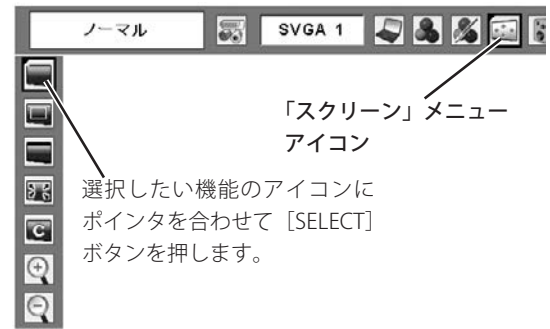 ノーマル
SVGA 1
「スクリーン」メニュー
アイコン
選択したい機能のアイコンに
ポインタを合わせて［SELECT］
ボタンを押します。
C